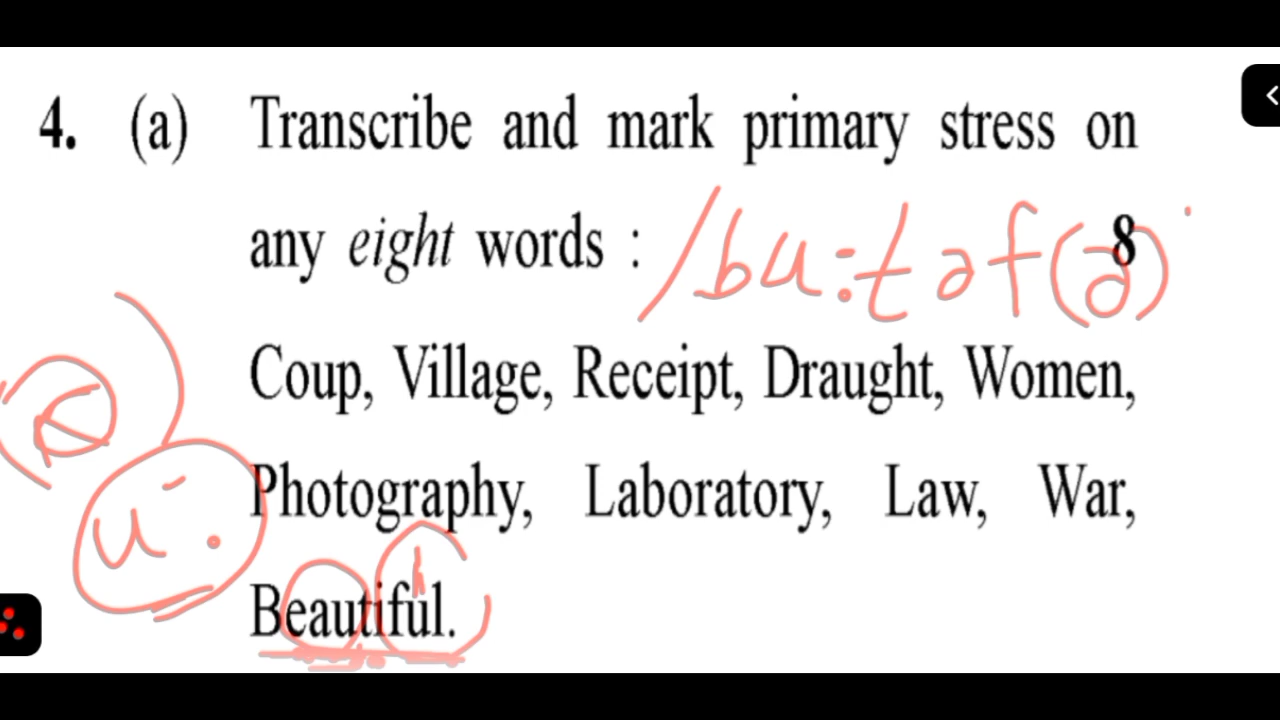 4. (a) Transcribe and mark primary stress on
any eight words : 8
/bu:təf(ə)
Coup, Village, Receipt, Draught, Women,
Photography, Laboratory, Law, War,
u:
Beautiful.